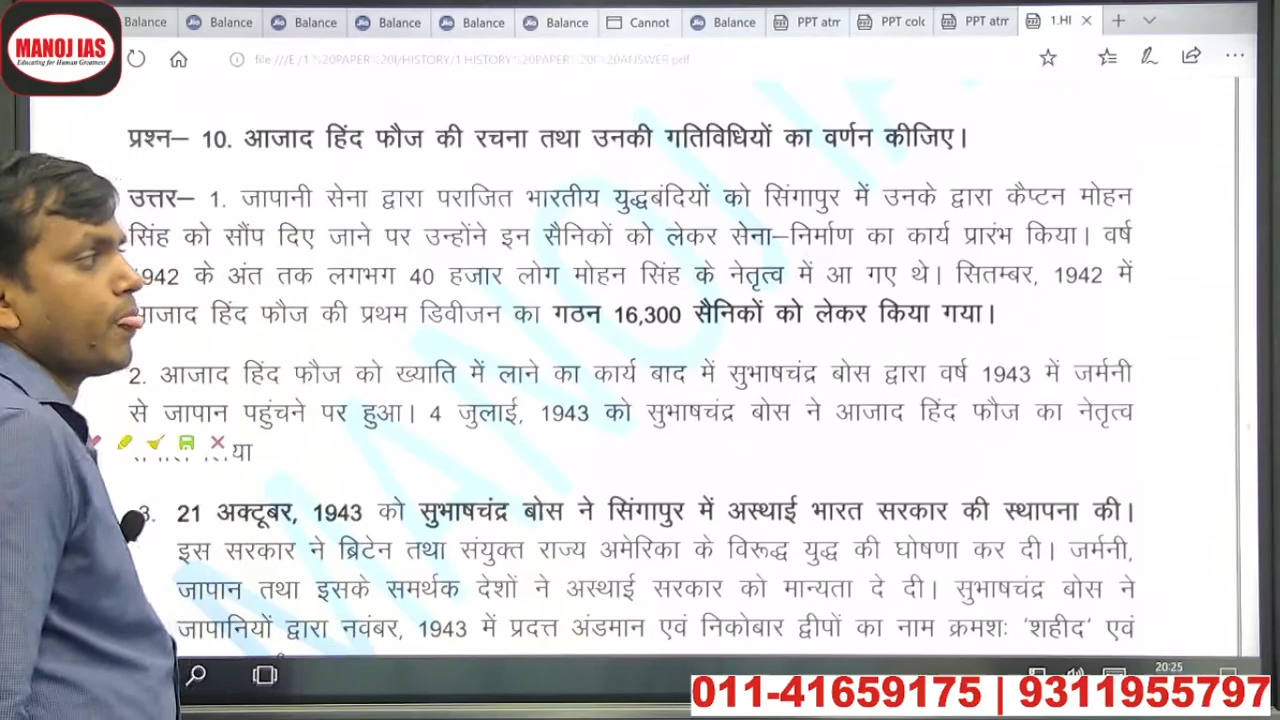 Balance
Balance
Balance
Balance
Balance
Balance
Cannot
Balance
PPT atm
PPT colo
PPT atm
1.HI
MANOJ IAS
Educating for Human Greatness
प्रश्न– 10. आजाद हिंद फौज की रचना तथा उनकी गतिविधियों का वर्णन कीजिए।
उत्तर– 1. जापानी सेना द्वारा पराजित भारतीय युद्धबंदियों को सिंगापुर में उनके द्वारा कैप्टन मोहन
सिंह को सौंप दिए जाने पर उन्होंने इन सैनिकों को लेकर सेना–निर्माण का कार्य प्रारंभ किया। वर्ष
942 के अंत तक लगभग 40 हजार लोग मोहन सिंह के नेतृत्व में आ गए थे। सितम्बर, 1942 में
हिंद फौज की प्रथम डिवीजन का गठन 16,300 सैनिकों को लेकर किया गया।
2. आजाद हिंद फौज को ख्याति में लाने का कार्य बाद में सुभाषचंद्र बोस द्वारा वर्ष 1943 में जर्मनी
से जापान पहुंचने पर हुआ। 4 जुलाई, 1943 को सुभाषचंद्र बोस ने आजाद हिंद फौज का नेतृत्व
3. 21 अक्टूबर, 1943 को सुभाषचंद्र बोस ने सिंगापुर में अस्थाई भारत सरकार की स्थापना की।
इस सरकार ने ब्रिटेन तथा संयुक्त राज्य अमेरिका के विरूद्ध युद्ध की घोषणा कर दी। जर्मनी,
जापान तथा इसके समर्थक देशों ने अस्थाई सरकार को मान्यता दे दी। सुभाषचंद्र बोस ने
जापानियों द्वारा नवंबर, 1943 में प्रदत्त अंडमान एवं निकोबार द्वीपों का नाम क्रमशः 'शहीद' एवं
20:25
011-41659175 | 9311955797